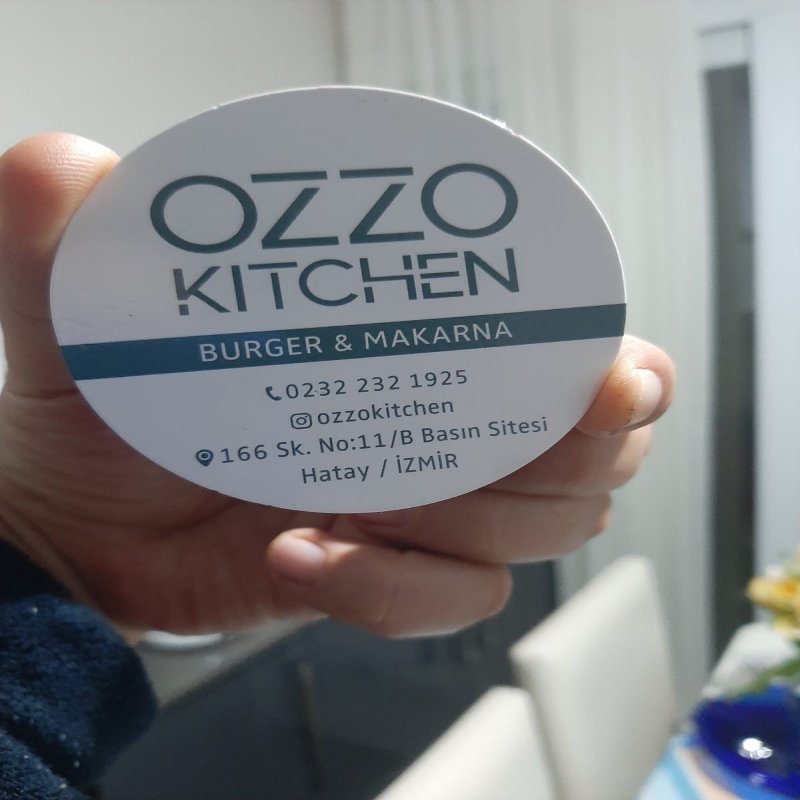 OZZO
KITCHEN
BURGER & MAKARNA
0232 232 1925
ozzokitchen
166 Sk. No:11/B Basın Sitesi
Hatay / İZMİR